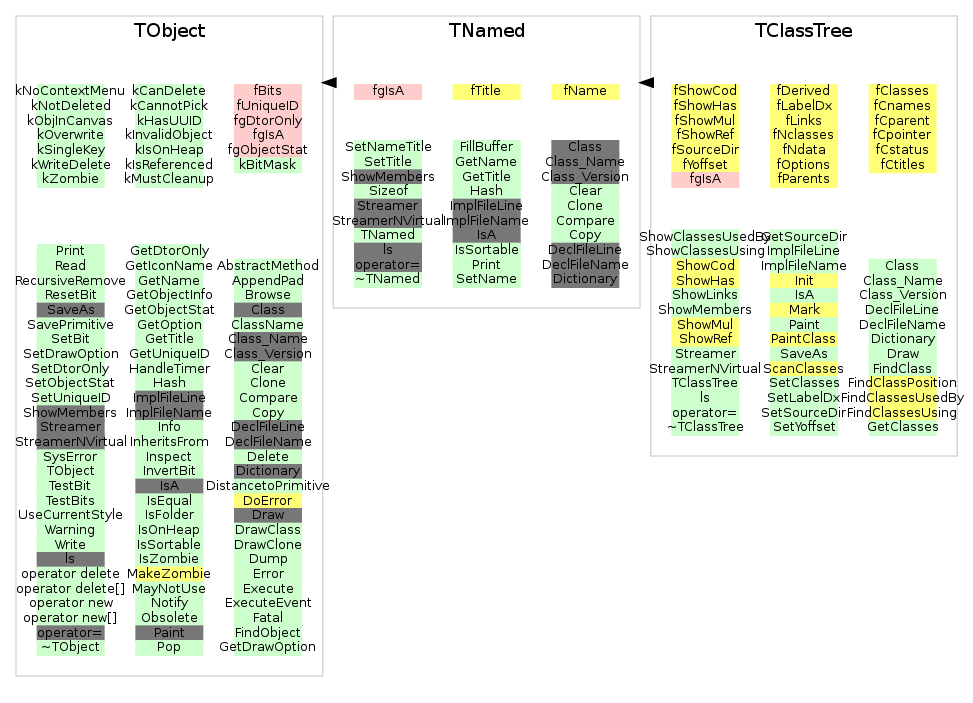 TObject
kNoContextMenu
kNotDeleted
kObjInCanvas
kOverwrite
kSingleKey
kWriteDelete
kZombie
kCanDelete
kCannotPick
kHasUUID
kInvalidObject
kIsOnHeap
kIsReferenced
kMustCleanup
fBits
fUniqueID
fgDtorOnly
fgIsA
fgObjectStat
kBitMask
Print
Read
RecursiveRemove
ResetBit
SaveAs
SavePrimitive
SetBit
SetDrawOption
SetDtorOnly
SetObjectStat
SetUniqueID
ShowMembers
Streamer
StreamerNVirtual
SysError
TObject
TestBit
TestBits
UseCurrentStyle
Warning
Write
ls
operator delete
operator delete[]
operator new
operator new[]
operator=
~TObject
GetDtorOnly
GetIconName
GetName
GetObjectInfo
GetObjectStat
GetOption
GetTitle
GetUniqueID
HandleTimer
Hash
ImplFileLine
ImplFileName
Info
InheritsFrom
Inspect
InvertBit
IsA
IsEqual
IsFolder
IsOnHeap
IsSortable
IsZombie
MakeZombie
MayNotUse
Notify
Obsolete
Paint
Pop
AbstractMethod
AppendPad
Browse
Class
ClassName
Class_Name
Class_Version
Clear
Clone
Compare
Copy
DeclFileLine
DeclFileName
Delete
Dictionary
DistancetoPrimitive
DoError
Draw
DrawClass
DrawClone
Dump
Error
Execute
ExecuteEvent
Fatal
FindObject
GetDrawOption
TNamed
fgIsA
fTitle
fName
SetNameTitle
SetTitle
ShowMembers
Sizeof
Streamer
StreamerNVirtual
TNamed
ls
operator=
~TNamed
FillBuffer
GetName
GetTitle
Hash
ImplFileLine
ImplFileName
IsA
IsSortable
Print
SetName
Class
Class_Name
Class_Version
Clear
Clone
Compare
Copy
DeclFileLine
DeclFileName
Dictionary
TClassTree
fShowCod
fShowHas
fShowMul
fShowRef
fSourceDir
fYoffset
fgIsA
fDerived
fLabelDx
fLinks
fNclasses
fNdata
fOptions
fParents
fClasses
fCnames
fCparent
fCpointer
fCstatus
fCtitles
ShowClassesUsedBy
ShowClassesUsing
ShowCod
ShowHas
ShowLinks
ShowMembers
ShowMul
ShowRef
Streamer
StreamerNVirtual
TClassTree
ls
operator=
~TClassTree
GetSourceDir
ImplFileLine
ImplFileName
Init
IsA
Mark
Paint
PaintClass
SaveAs
ScanClasses
SetClasses
SetLabelDx
SetSourceDir
SetYoffset
Class
Class_Name
Class_Version
DeclFileLine
DeclFileName
Dictionary
Draw
FindClass
FindClassPosition
FindClassesUsedBy
FindClassesUsing
GetClasses